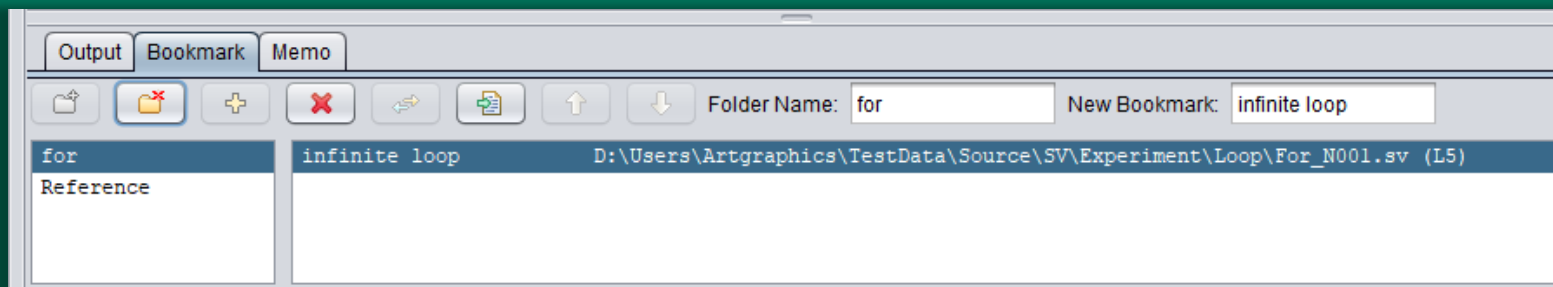 Output Bookmark Memo
Folder Name: for New Bookmark: infinite loop
for infinite loop D:\Users\Artgraphics\TestData\Source\SV\Experiment\Loop\For_N001.sv (L5)
Reference